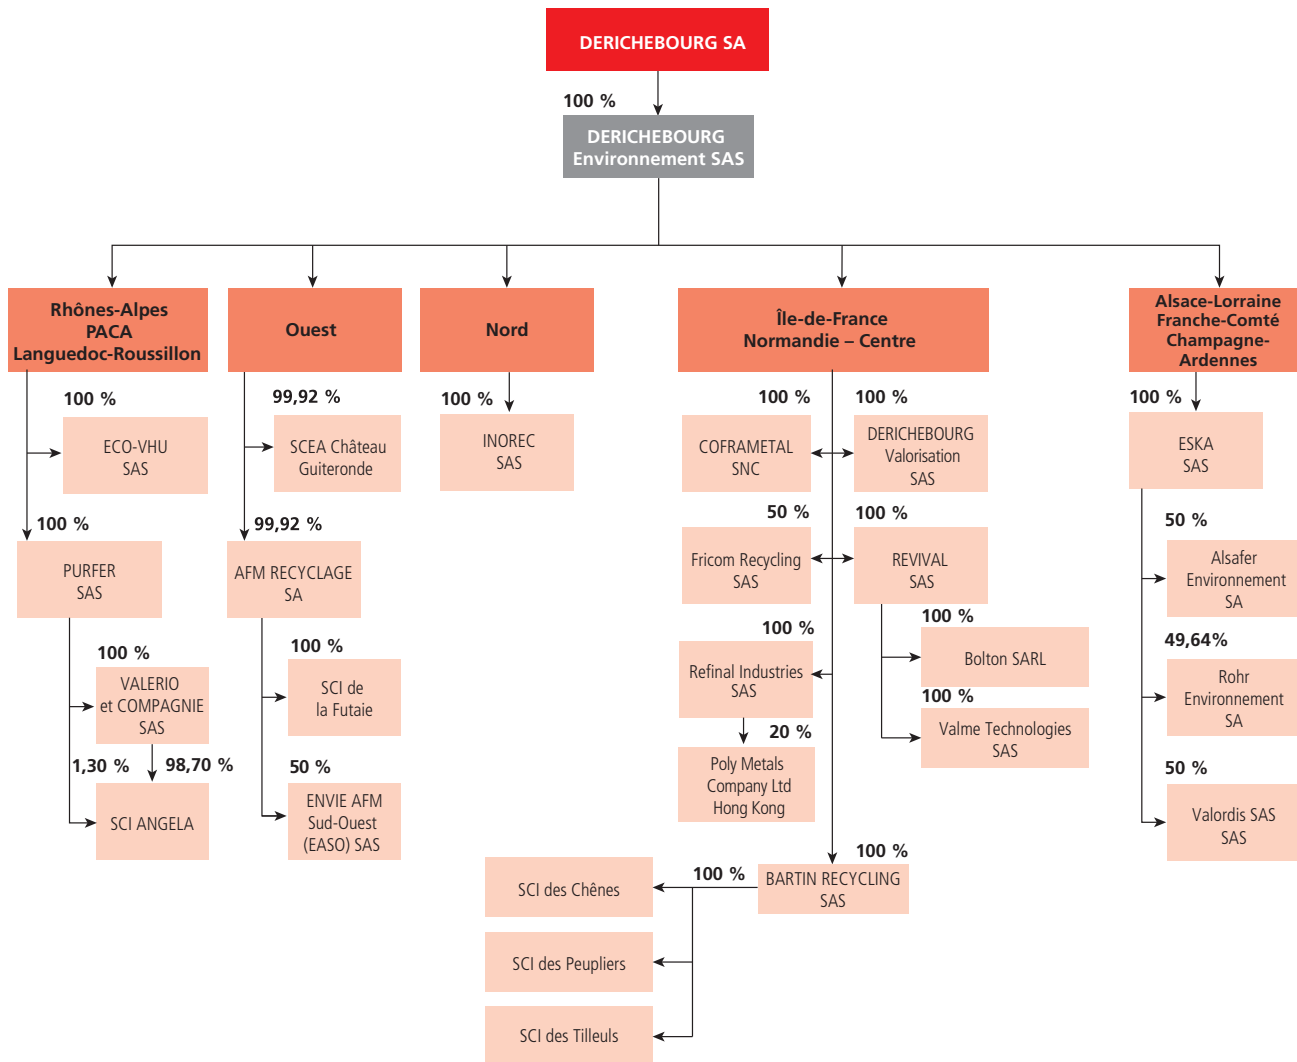 DERICHEBOURG SA
100 %
DERICHEBOURG
Environnement SAS
Rhônes-Alpes
PACA
Languedoc-Roussillon
100 %
ECO-VHU
SAS
100 %
PURFER
SAS
100 %
VALERIO
et COMPAGNIE
SAS
1,30 %
98,70 %
SCI ANGELA
Ouest
99,92 %
SCEA Château
Guiteronde
99,92 %
AFM RECYCLAGE
SA
100 %
SCI de
la Futaie
50 %
ENVIE AFM
Sud-Ouest
(EASO) SAS
Nord
100 %
INOREC
SAS
Île-de-France
Normandie – Centre
100 %
COFRAMETAL
SNC
100 %
DERICHEBOURG
Valorisation
SAS
50 %
Fricom Recycling
SAS
100 %
REVIVAL
SAS
100 %
Bolton SARL
100 %
Valme Technologies
SAS
100 %
Refinal Industries
SAS
20 %
Poly Metals
Company Ltd
Hong Kong
100 %
BARTIN RECYCLING
SAS
100 %
SCI des Chênes
SCI des Peupliers
SCI des Tilleuls
Alsace-Lorraine
Franche-Comté
Champagne-
Ardennes
100 %
ESKA
SAS
50 %
Alsafer
Environnement
SA
49,64%
Rohr
Environnement
SA
50 %
Valordis SAS
SAS